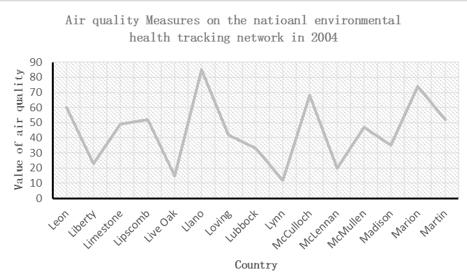 Air quality Measures on the natioanl environmental
health tracking network in 2004
Value of air quality
90
80
70
60
50
40
30
20
10
0
Leon
Liberty
Limestone
Lipscomb
Live Oak
Llano
Loving
Lubbock
Lynn
McCulloch
McLennan
McMullen
Madison
Marion
Martin
Country